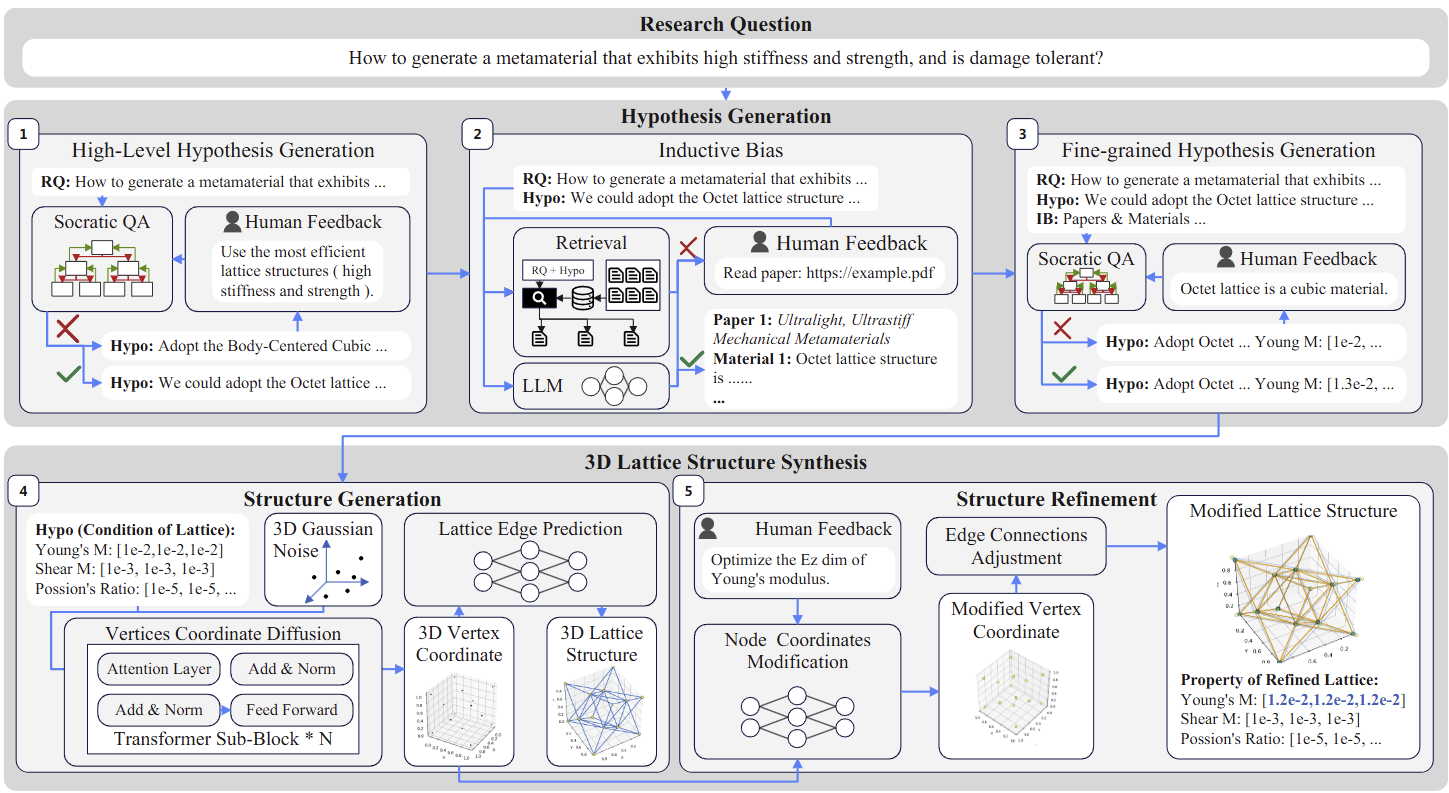 Research Question
How to generate a metamaterial that exhibits high stiffness and strength, and is damage tolerant?
Hypothesis Generation
1
High-Level Hypothesis Generation
RQ: How to generate a metamaterial that exhibits ...
Socratic QA
Human Feedback
Use the most efficient
lattice structures ( high
stiffness and strength ).
Hypo: Adopt the Body-Centered Cubic ...
Hypo: We could adopt the Octet lattice ...
2
Inductive Bias
RQ: How to generate a metamaterial that exhibits ...
Hypo: We could adopt the Octet lattice structure ...
Retrieval
RQ + Hypo
LLM
Human Feedback
Read paper: https://example.pdf
Paper 1: Ultralight, Ultrastiff
Mechanical Metamaterials
Material 1: Octet lattice structure
is ......
...
3
Fine-grained Hypothesis Generation
RQ: How to generate a metamaterial that exhibits ...
Hypo: We could adopt the Octet lattice structure ...
IB: Papers & Materials ...
Socratic QA
Human Feedback
Octet lattice is a cubic material.
Hypo: Adopt Octet ... Young M: [1e-2, ...
Hypo: Adopt Octet ... Young M: [1.3e-2, ...
3D Lattice Structure Synthesis
4
Structure Generation
Hypo (Condition of Lattice):
Young's M: [1e-2,1e-2,1e-2]
Shear M: [1e-3, 1e-3, 1e-3]
Possion's Ratio: [1e-5, 1e-5, ...
3D Gaussian
Noise
Lattice Edge Prediction
Vertices Coordinate Diffusion
Attention Layer
Add & Norm
Add & Norm
Feed Forward
Transformer Sub-Block * N
3D Vertex
Coordinate
3D Lattice
Structure
5
Structure Refinement
Human Feedback
Optimize the Ez dim of
Young's modulus.
Node Coordinates
Modification
Edge Connections
Adjustment
Modified Vertex
Coordinate
Modified Lattice Structure
Property of Refined Lattice:
Young's M: [1.2e-2,1.2e-2,1.2e-2]
Shear M: [1e-3, 1e-3, 1e-3]
Possion's Ratio: [1e-5, 1e-5, ...